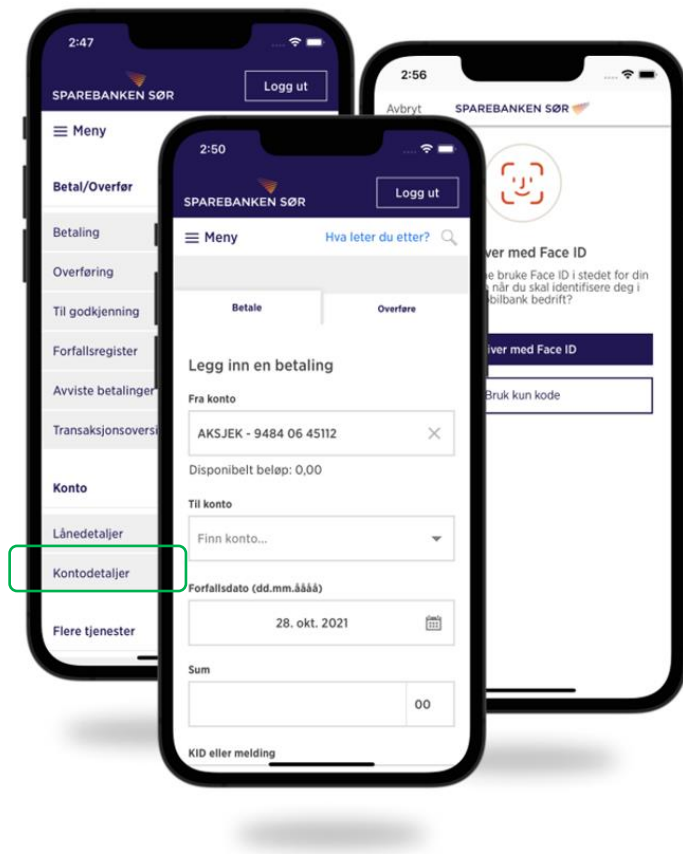 2:47
SPAREBANKEN SØR
Logg ut
Meny
Betal/Overfør
Betaling
Overføring
Til godkjenning
Forfallsregister
Avviste betalinger
Konto
Lånedetaljer
Kontodetaljer
Flere tjenester
2:50
SPAREBANKEN SØR
Logg ut
Meny
Hva leter du etter?
Betale
Overføre
Legg inn en betaling
Fra konto
AKSJEK - 9484 06 45112
Disponibelt beløp: 0,00
Til konto
Finn konto...
Forfallsdato (dd.mm.åååå)
28. okt. 2021
Sum
00
KID eller melding
2:56
Avbryt
SPAREBANKEN SØR
med Face ID
bruke Face ID i stedet for din
når du skal identifisere deg i
bedrift?
med Face ID
Bruk kun kode